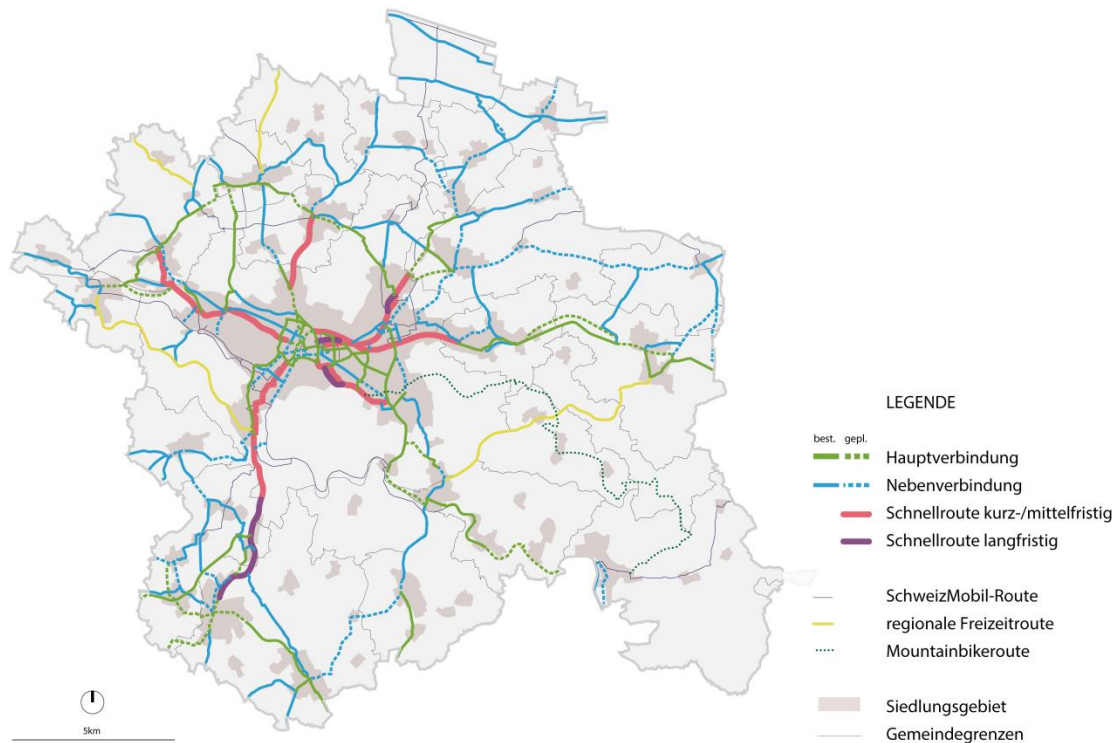 LEGENDE
best. gepl.
Hauptverbindung
Nebenverbindung
Schnellroute kurz-/mittelfristig
Schnellroute langfristig
SchweizMobil-Route
regionale Freizeitroute
Mountainbikeroute
Siedlungsgebiet
Gemeindegrenzen
5km